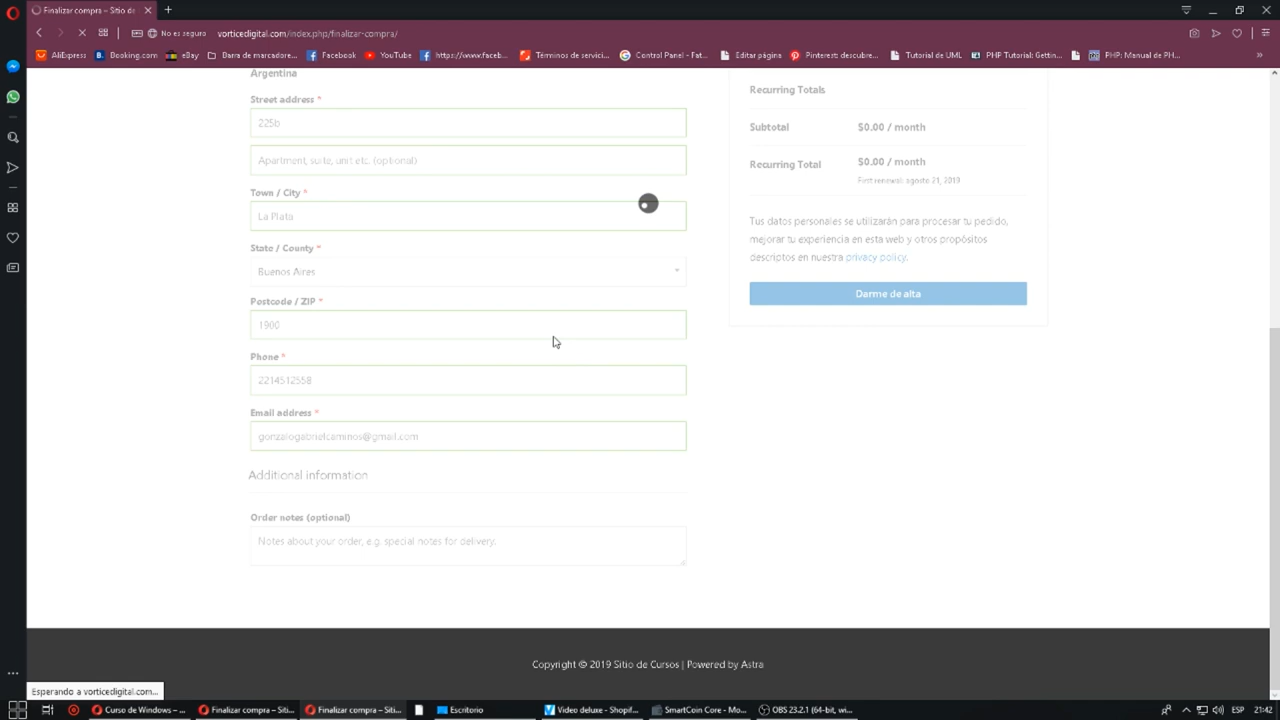 Finalizar compra – Sitio de
No es seguro vorticedigital.com/index.php/finalizar-compra/
AliExpress Booking.com eBay Barra de marcadore... Facebook YouTube https://www.faceb... Términos de servici... Control Panel - Fat... Editar página Pinterest: descubre... Tutorial de UML PHP Tutorial: Gettin... PHP: Manual de PH...
Argentina
Street address *
225b
Apartment, suite, unit etc. (optional)
Town / City *
La Plata
State / County *
Buenos Aires
Postcode / ZIP *
1900
Phone *
2214512558
Email address *
gonzalogabrielcaminos@gmail.com
Additional information
Order notes (optional)
Notes about your order, e.g. special notes for delivery.
Recurring Totals
Subtotal $0.00 / month
Recurring Total $0.00 / month
First renewal: agosto 21, 2019
Tus datos personales se utilizarán para procesar tu pedido,
mejorar tu experiencia en esta web y otros propósitos
descriptos en nuestra privacy policy.
Darme de alta
Copyright © 2019 Sitio de Cursos | Powered by Astra
Esperando a vorticedigital.com...
Curso de Windows –... Finalizar compra – Siti... Finalizar compra – Siti... Escritorio Video deluxe - Shopif... SmartCoin Core - Mo... OBS 23.2.1 (64-bit, wi... ESP 21:42